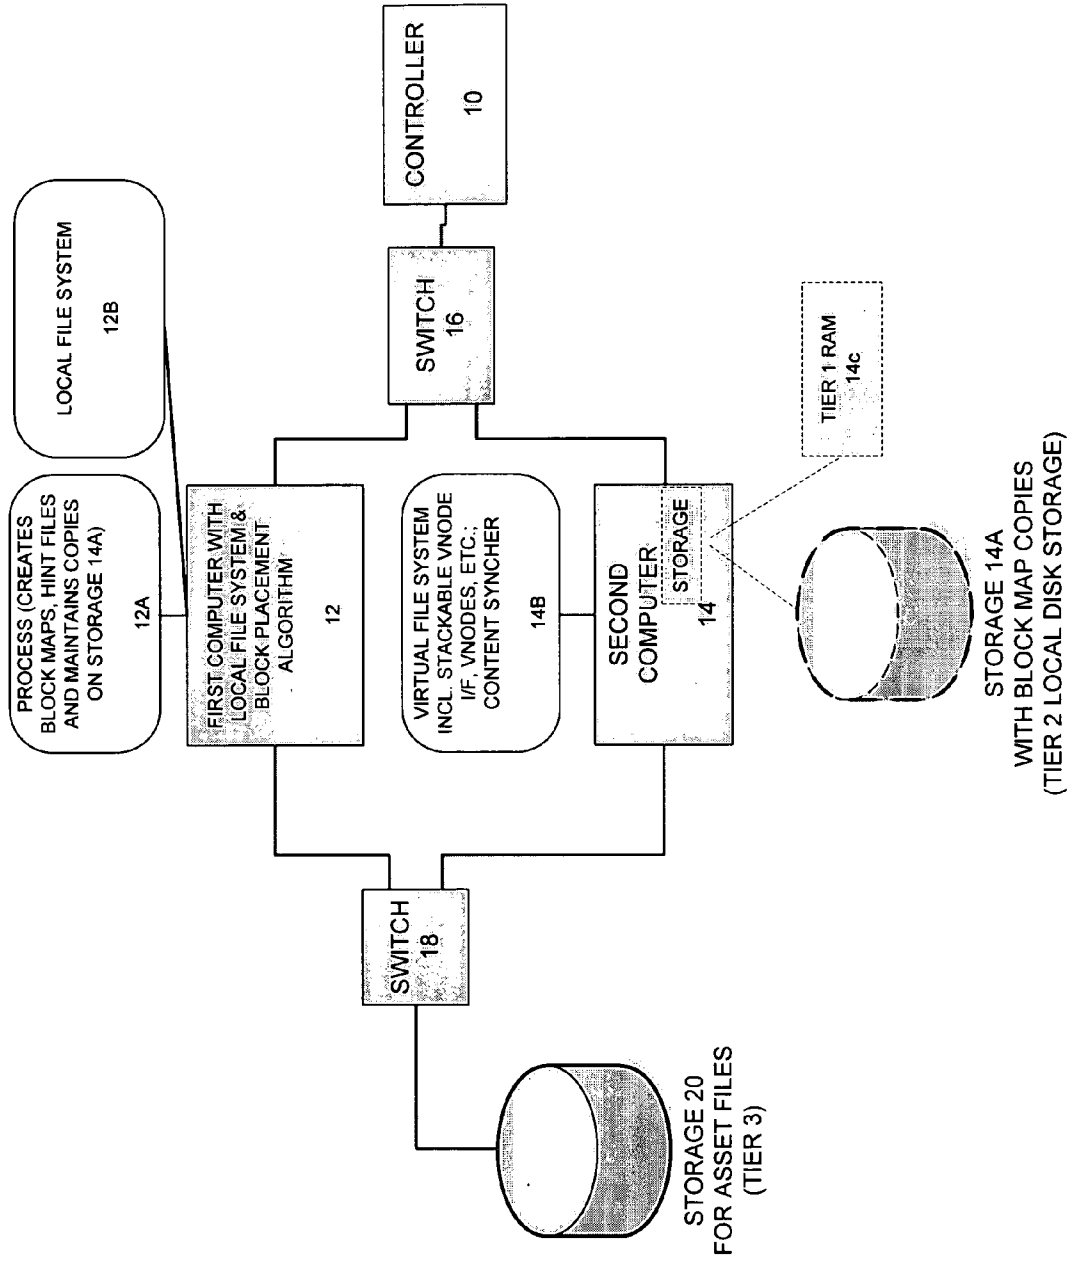 PROCESS (CREATES
BLOCK MAPS, HINT FILES
AND MAINTAINS COPIES
ON STORAGE 14A)
12A
LOCAL FILE SYSTEM
12B
FIRST COMPUTER WITH
LOCAL FILE SYSTEM &
BLOCK PLACEMENT
ALGORITHM
12
CONTROLLER
10
SWITCH
16
SWITCH
18
VIRTUAL FILE SYSTEM
INCL. STACKABLE VNODE
I/F, VNODES, ETC.;
CONTENT SYNCHER
14B
SECOND
COMPUTER
STORAGE
14
TIER 1 RAM
14c
STORAGE 20
FOR ASSET FILES
(TIER 3)
STORAGE 14A
WITH BLOCK MAP COPIES
(TIER 2 LOCAL DISK STORAGE)